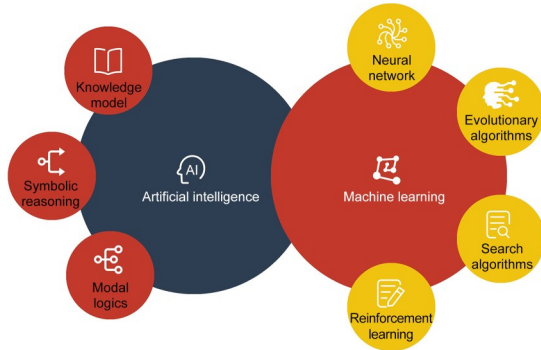 Neural
network
Knowledge
model
Evolutionary
algorithms
Symbolic
reasoning
AI
Artificial intelligence
Machine learning
Search
algorithms
Modal
logics
Reinforcement
learning